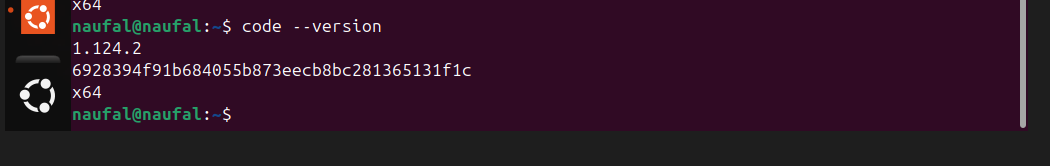 x64
naufal@naufal:~$ code --version
1.124.2
6928394f91b684055b873eecb8bc281365131f1c
x64
naufal@naufal:~$